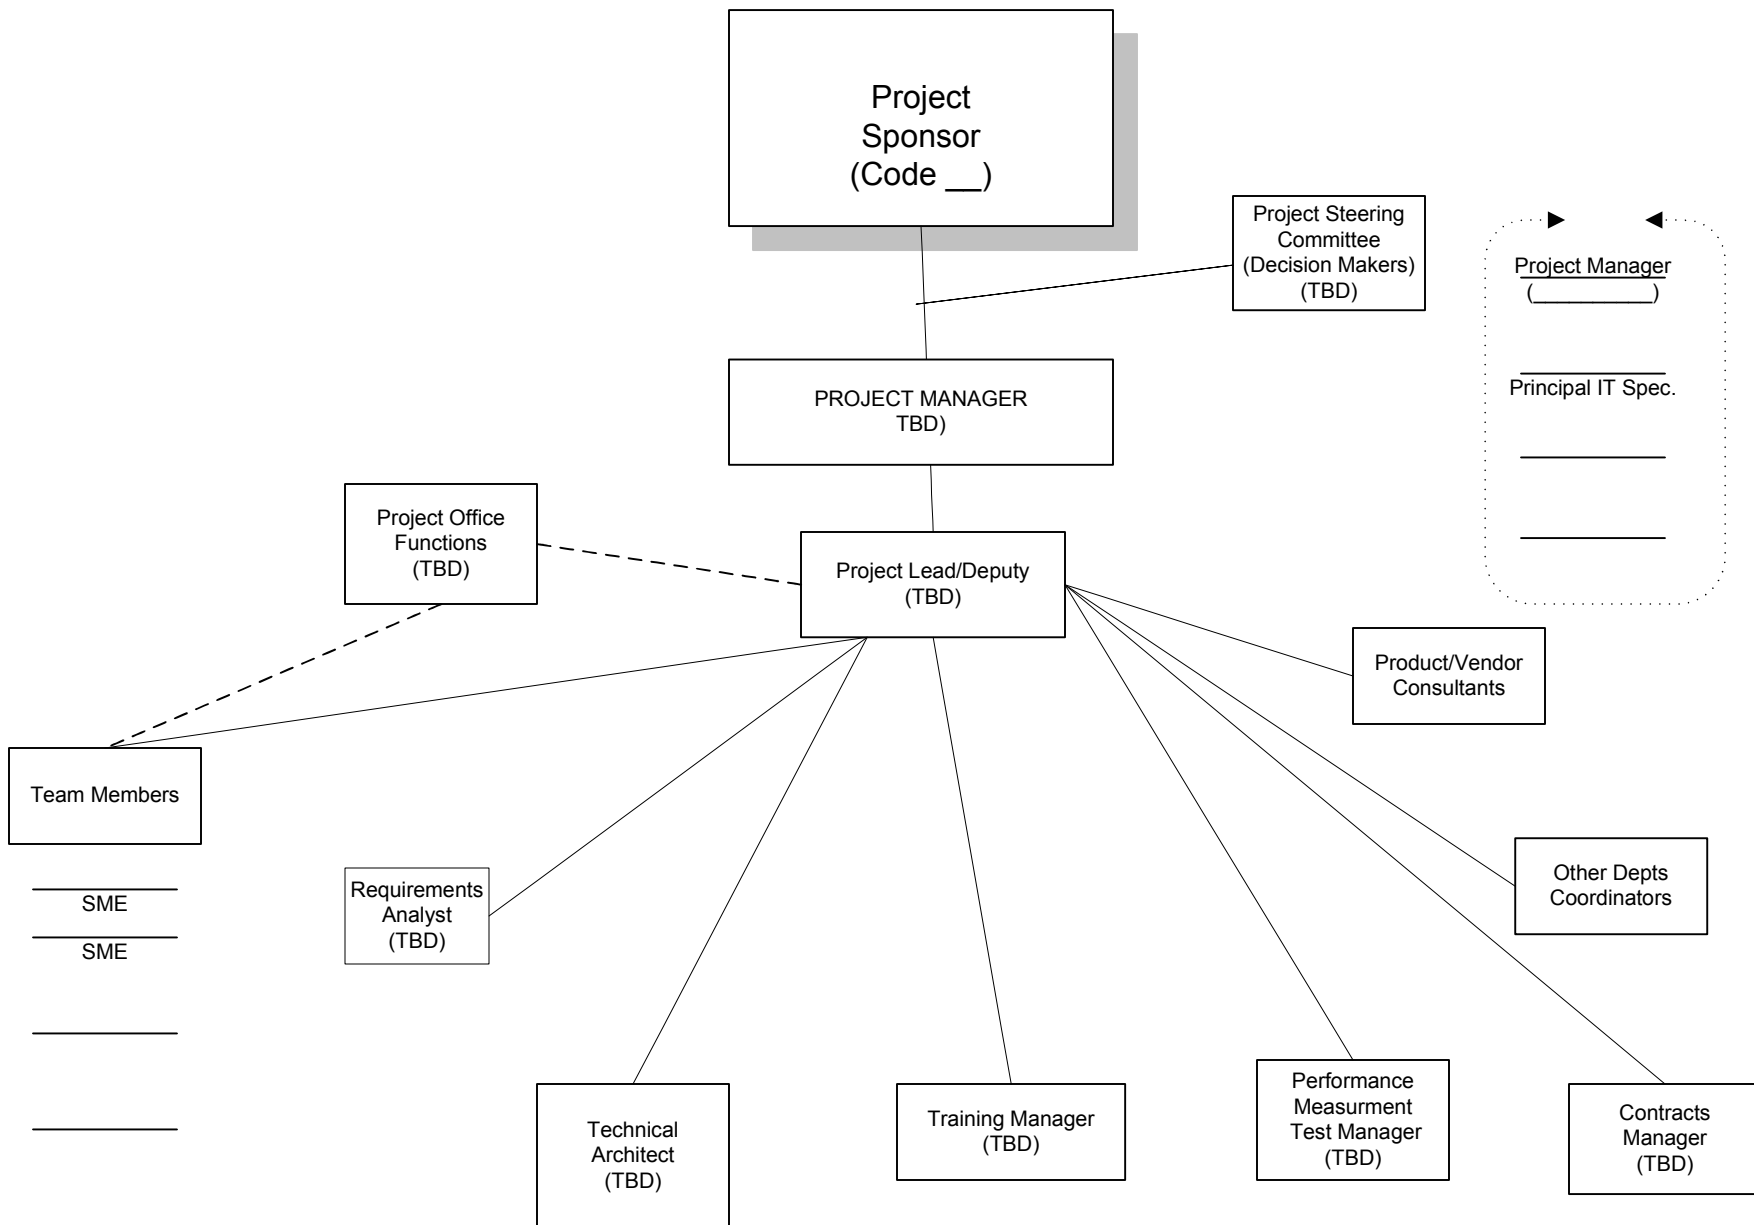 Project
Sponsor
(Code __)
Project Steering
Committee
(Decision Makers)
(TBD)
Project Manager
(__________)
Principal IT Spec.
PROJECT MANAGER
TBD)
Project Office
Functions
(TBD)
Project Lead/Deputy
(TBD)
Product/Vendor
Consultants
Team Members
SME
SME
Requirements
Analyst
(TBD)
Other Depts
Coordinators
Technical
Architect
(TBD)
Training Manager
(TBD)
Performance
Measurment
Test Manager
(TBD)
Contracts
Manager
(TBD)